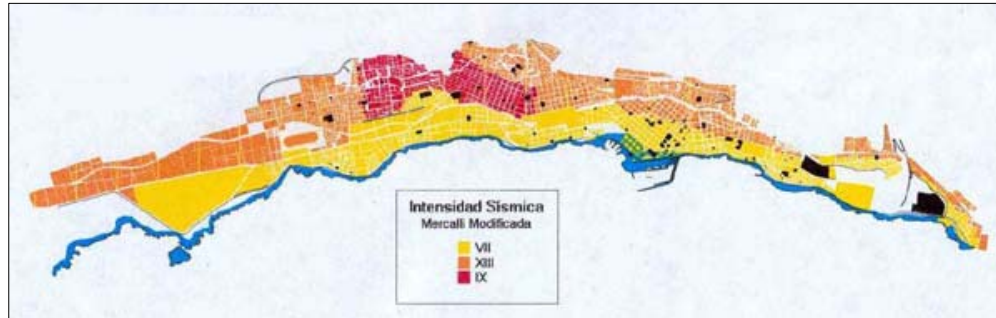 Intensidad Sísmica
Mercalli Modificada
VII
XIII
IX